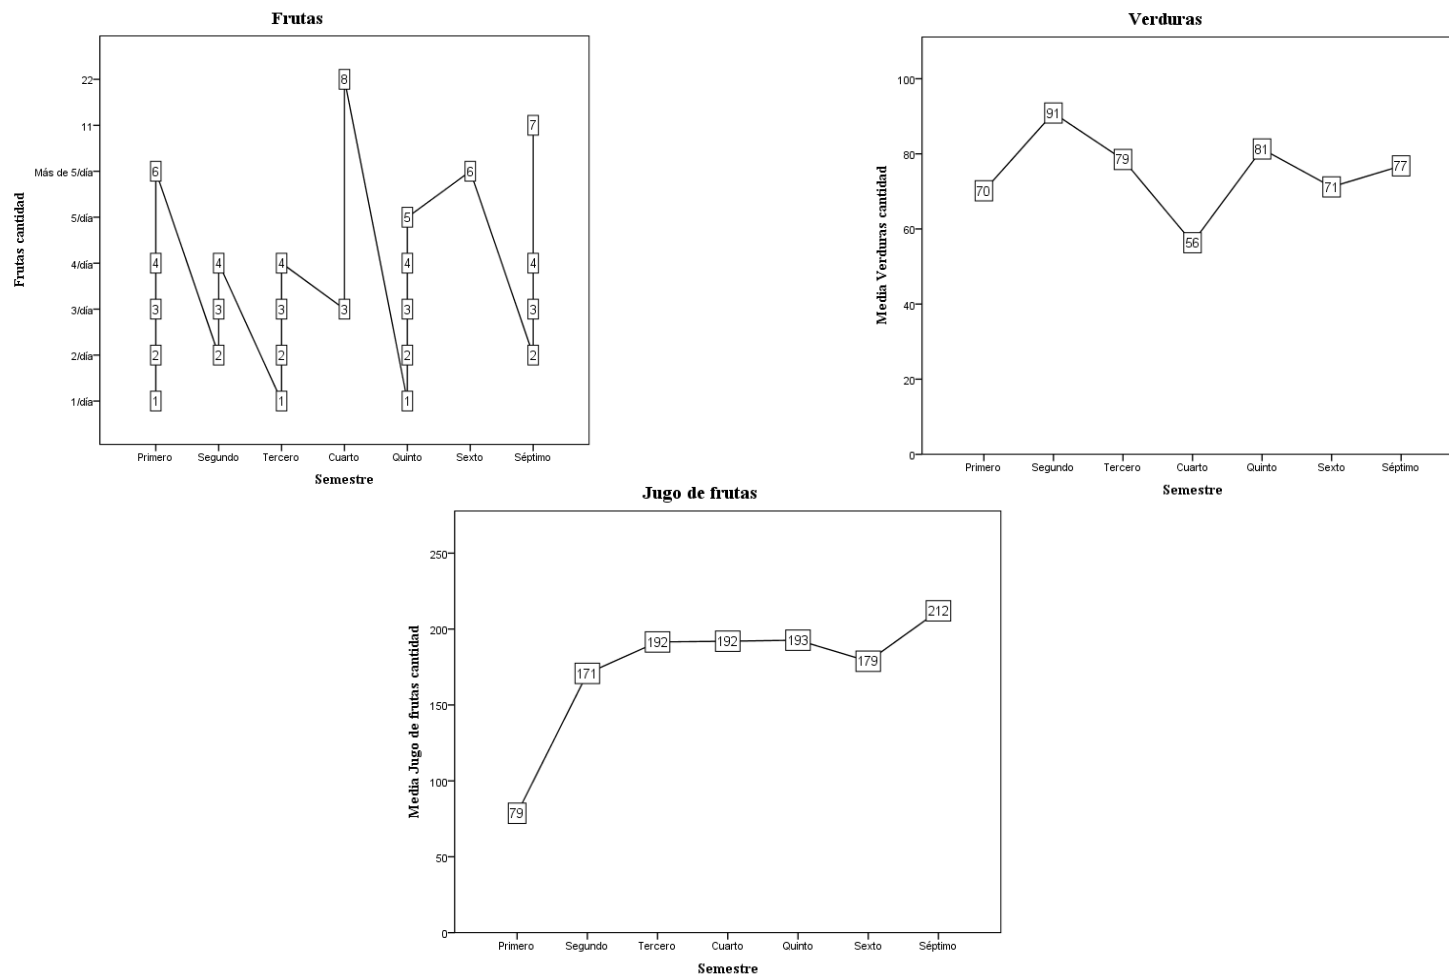 Frutas
Frutas cantidad
22
11
Más de 5/día
5/día
4/día
3/día
2/día
1/día
8
7
6
6
5
4
4
4
4
4
3
3
3
3
3
3
2
2
2
2
2
1
1
1
Primero Segundo Tercero Cuarto Quinto Sexto Séptimo
Semestre
Verduras
Media Verduras cantidad
100
80
60
40
20
0
70 91 79 56 81 71 77
Primero Segundo Tercero Cuarto Quinto Sexto Séptimo
Semestre
Jugo de frutas
Media Jugo de frutas cantidad
250
200
150
100
50
0
79 171 192 192 193 179 212
Primero Segundo Tercero Cuarto Quinto Sexto Séptimo
Semestre